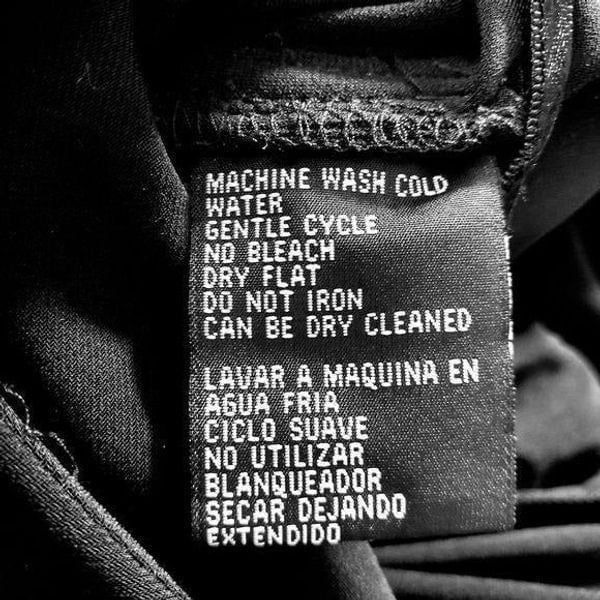 MACHINE WASH COLD
WATER
GENTLE CYCLE
NO BLEACH
DRY FLAT
DO NOT IRON
CAN BE DRY CLEANED
LAVAR A MAQUINA EN
AGUA FRIA
CICLO SUAVE
NO UTILIZAR
BLANQUEADOR
SECAR DEJANDO
EXTENDIDO